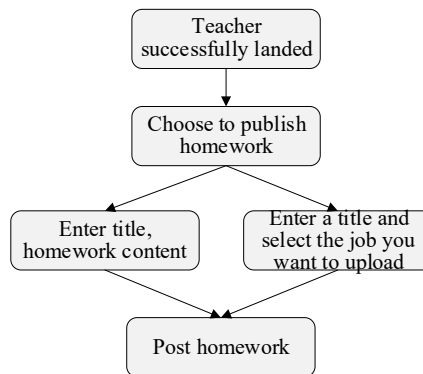 Teacher
successfully landed
Choose to publish
homework
Enter title,
homework content
Enter a title and
select the job you
want to upload
Post homework